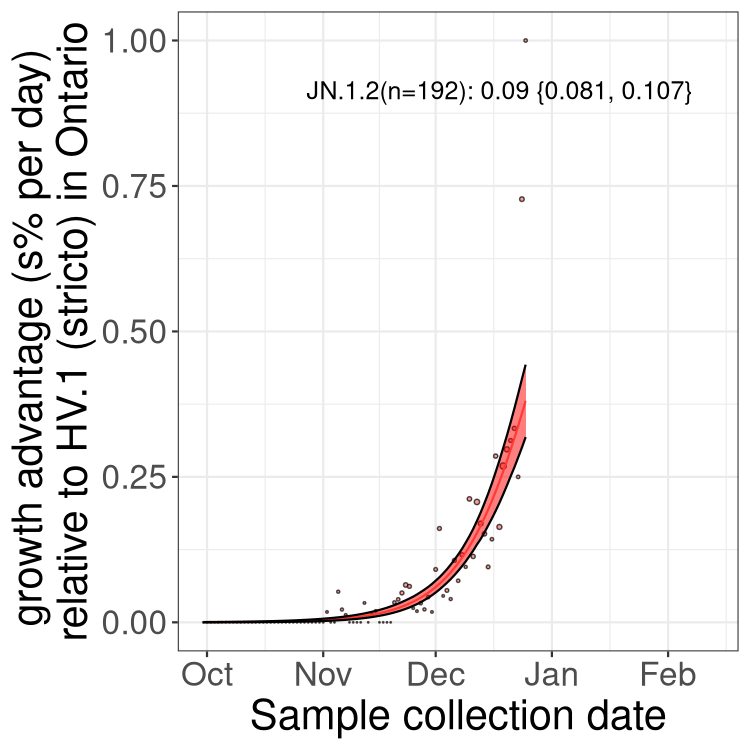 growth advantage (s% per day)
relative to HV.1 (stricto) in Ontario
1.00
0.75
0.50
0.25
0.00
JN.1.2(n=192): 0.09 {0.081, 0.107}
Oct Nov Dec Jan Feb
Sample collection date